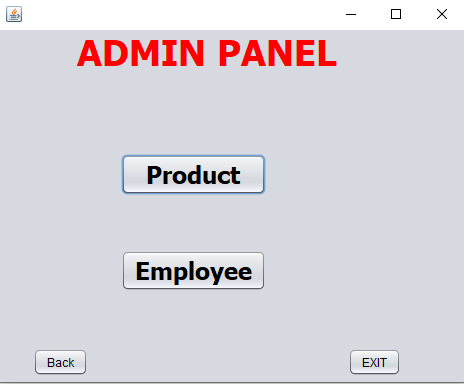 ADMIN PANEL
Product
Employee
Back
EXIT